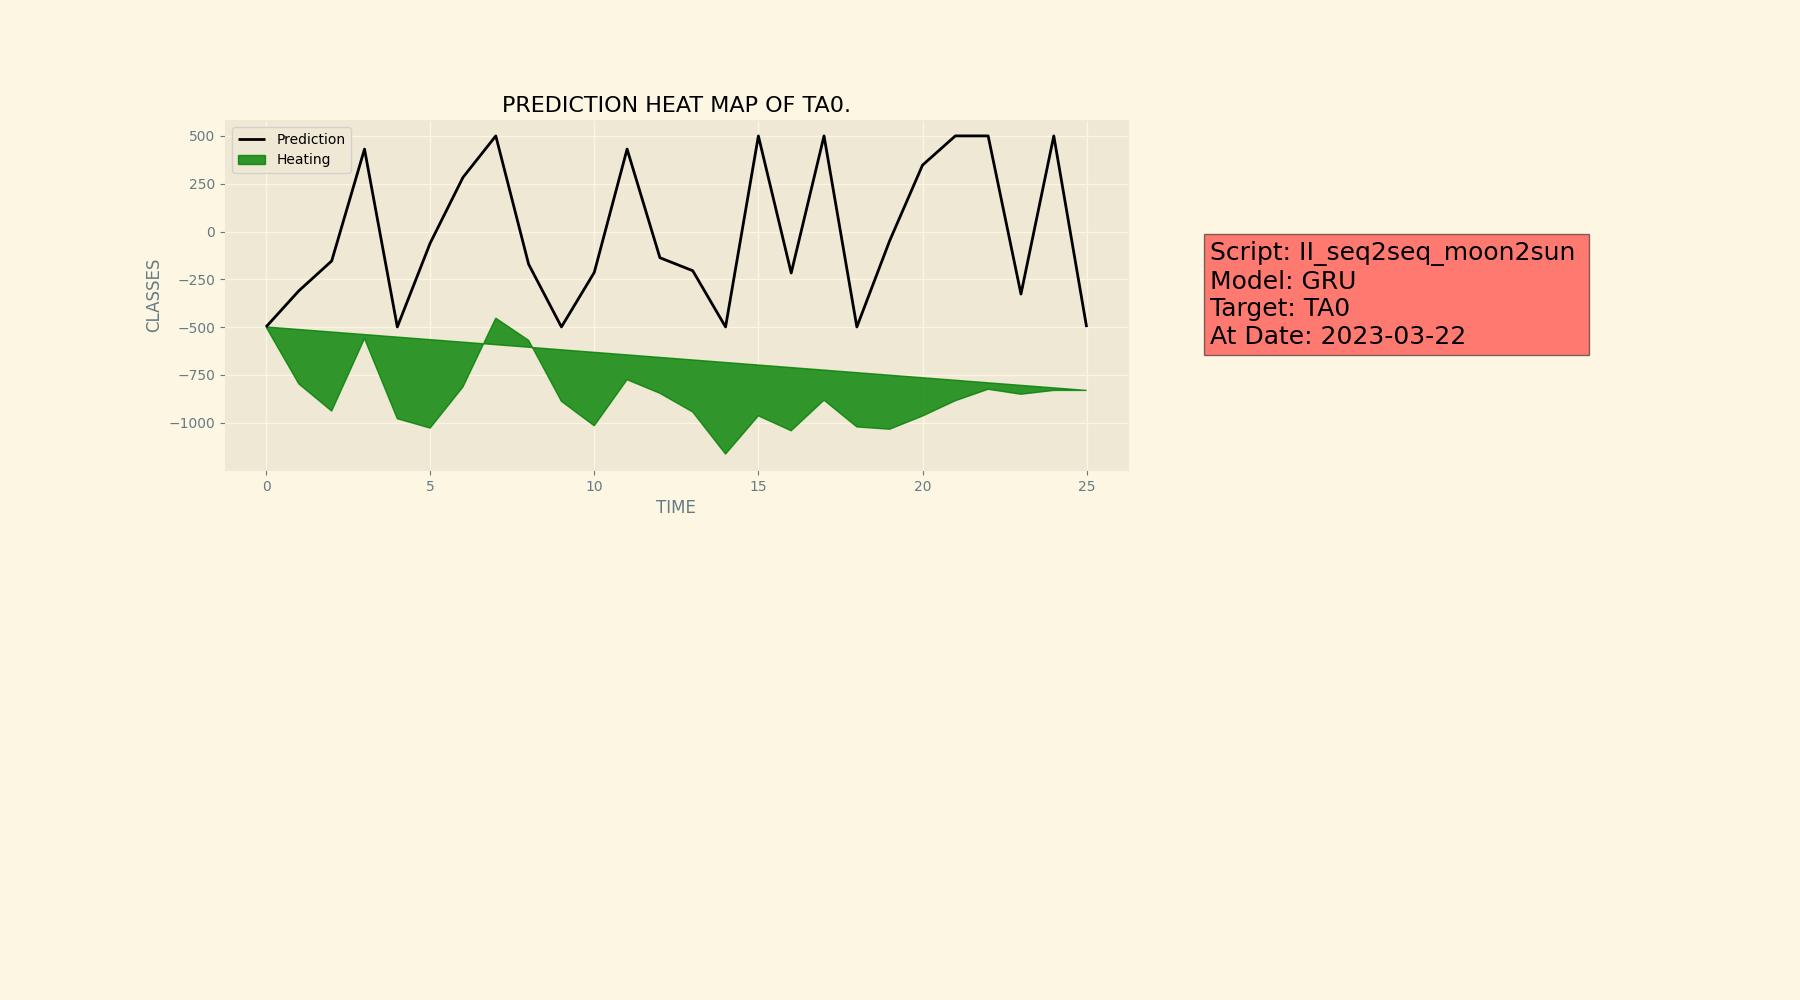 PREDICTION HEAT MAP OF TA0.
Prediction
Heating
500
250
0
−250
−500
−750
−1000
CLASSES
0 5 10 15 20 25
TIME
Script: II_seq2seq_moon2sun
Model: GRU
Target: TA0
At Date: 2023-03-22